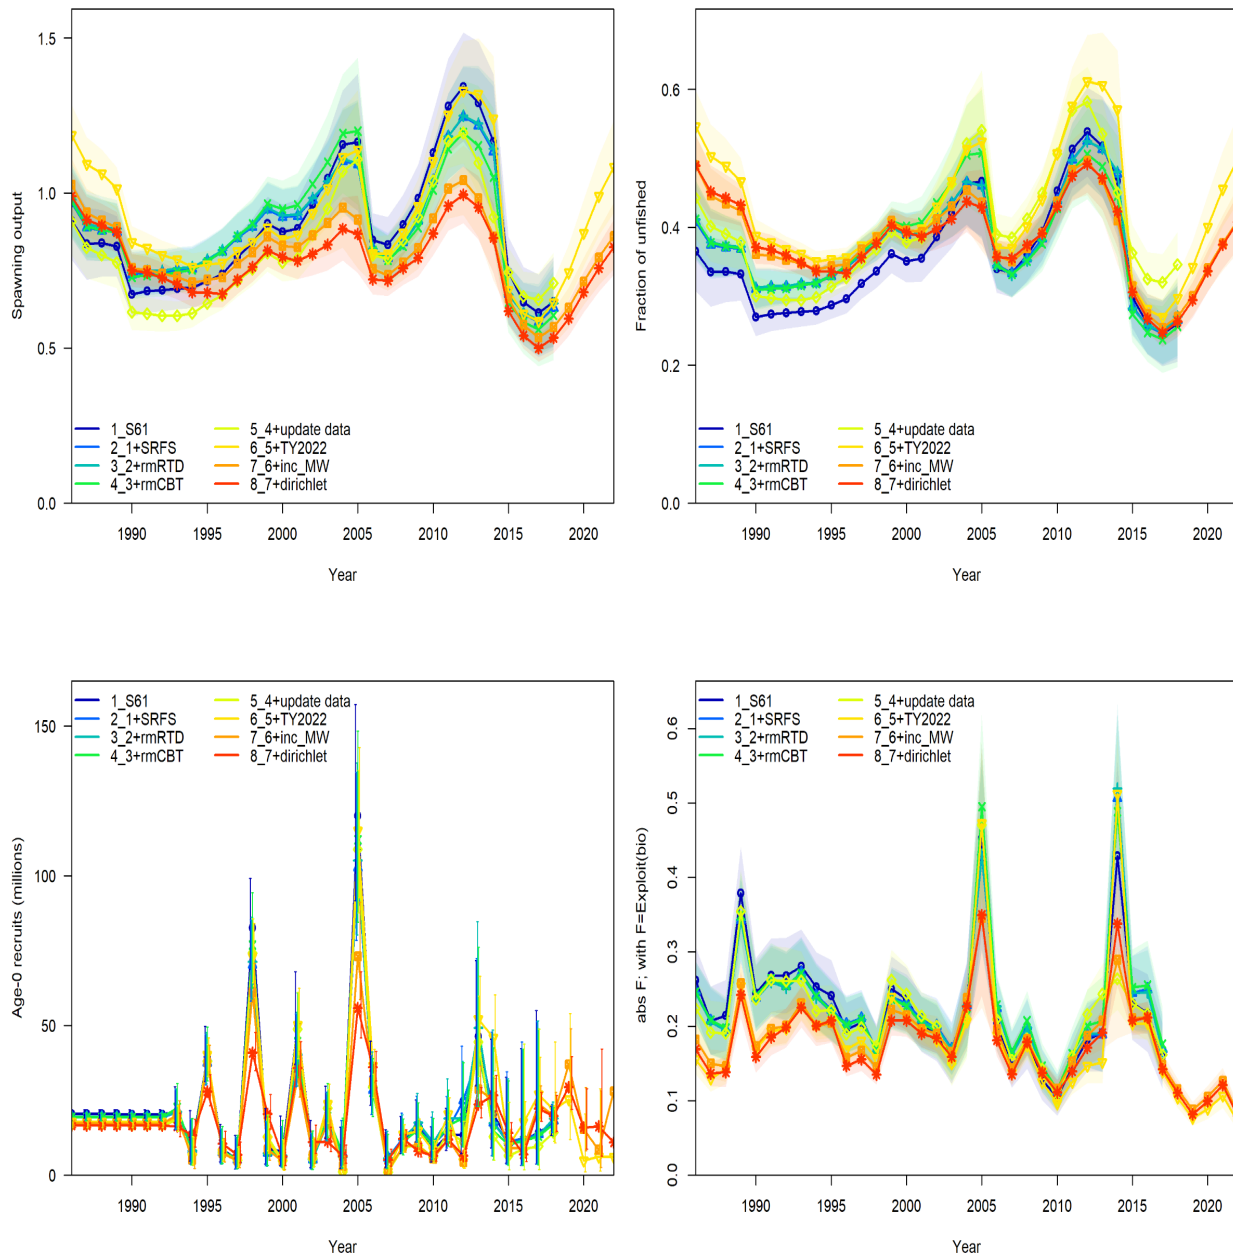 Spawning output
1.5
1.0
0.5
0.0
1_S61
2_1+SRFS
3_2+rmRTD
4_3+rmCBT
5_4+update data
6_5+TY2022
7_6+inc_MW
8_7+dirichlet
1990 1995 2000 2005 2010 2015 2020
Year
Fraction of unfished
0.6
0.4
0.2
0.0
1_S61
2_1+SRFS
3_2+rmRTD
4_3+rmCBT
5_4+update data
6_5+TY2022
7_6+inc_MW
8_7+dirichlet
1990 1995 2000 2005 2010 2015 2020
Year
Age-0 recruits (millions)
150
100
50
0
1_S61
2_1+SRFS
3_2+rmRTD
4_3+rmCBT
5_4+update data
6_5+TY2022
7_6+inc_MW
8_7+dirichlet
1990 1995 2000 2005 2010 2015 2020
Year
abs F; with F=Exploit(bio)
0.6
0.5
0.4
0.3
0.2
0.1
0.0
1_S61
2_1+SRFS
3_2+rmRTD
4_3+rmCBT
5_4+update data
6_5+TY2022
7_6+inc_MW
8_7+dirichlet
1990 1995 2000 2005 2010 2015 2020
Year